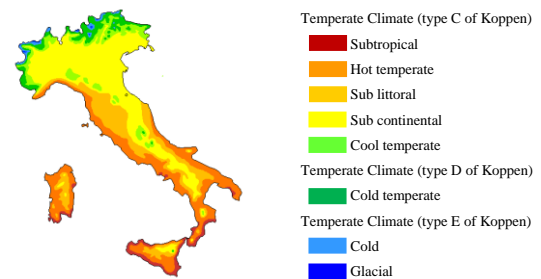 Temperate Climate (type C of Koppen)
Subtropical
Hot temperate
Sub littoral
Sub continental
Cool temperate
Temperate Climate (type D of Koppen)
Cold temperate
Temperate Climate (type E of Koppen)
Cold
Glacial